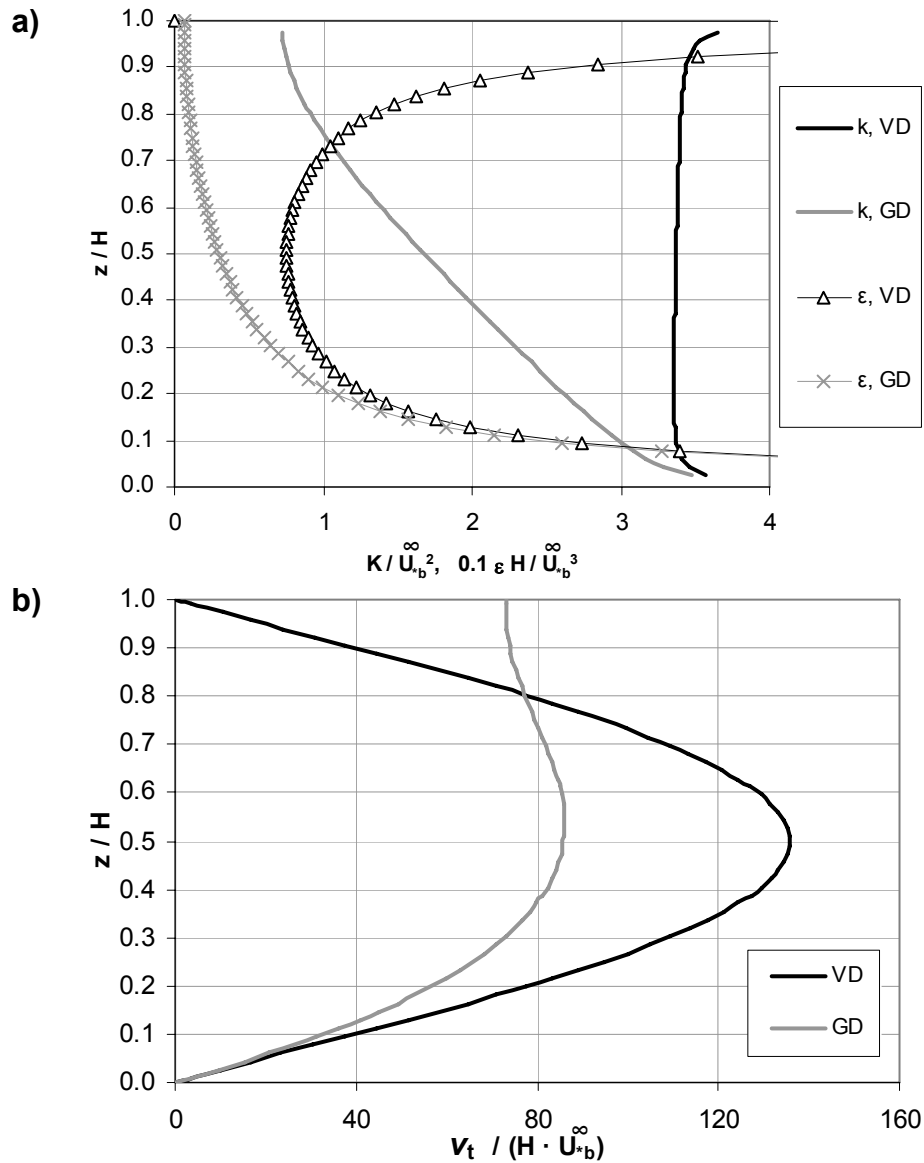 a)
1.0
0.9
0.8
0.7
0.6
0.5
0.4
0.3
0.2
0.1
0.0
z / H
0 1 2 3 4
K / U*b∞2, 0.1 ε H / U*b∞3
k, VD
k, GD
ε, VD
ε, GD
b)
1.0
0.9
0.8
0.7
0.6
0.5
0.4
0.3
0.2
0.1
0.0
z / H
VD
GD
0 40 80 120 160
νt / (H · U*b∞)